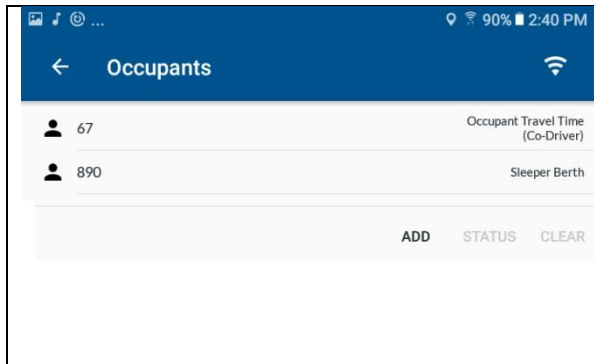 ... 90% 2:40 PM
Occupants
67 Occupant Travel Time
(Co-Driver)
890 Sleeper Berth
ADD STATUS CLEAR